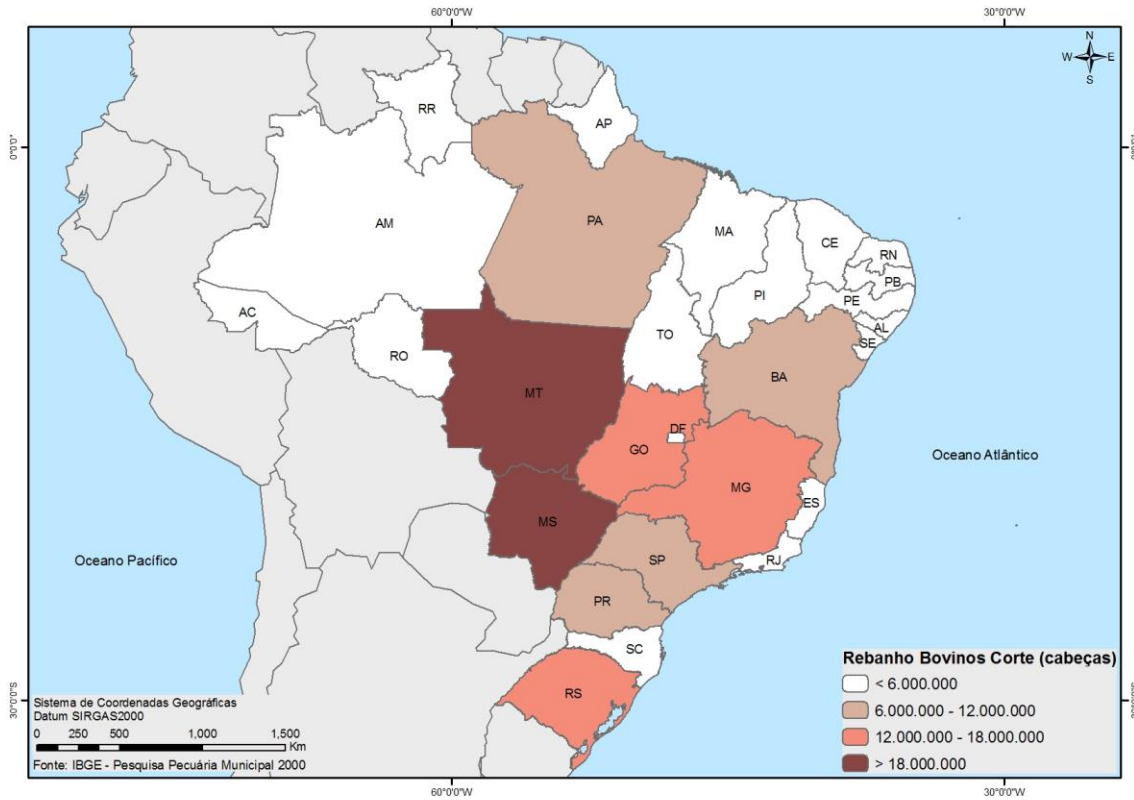 60°0'0"W
30°0'0"W
N
W
E
S
RR
AP
0°0'0"
AM
PA
MA
CE
RN
PB
PI
PE
AC
AL
TO
SE
RO
BA
MT
DF
GO
Oceano Atlântico
MG
ES
MS
Oceano Pacífico
SP
RJ
PR
SC
RS
Rebanho Bovinos Corte (cabeças)
< 6.000.000
6.000.000 - 12.000.000
12.000.000 - 18.000.000
> 18.000.000
30°0'0"S
Sistema de Coordenadas Geográficas
Datum SIRGAS2000
0 250 500 1,000 1,500
Km
Fonte: IBGE - Pesquisa Pecuária Municipal 2000
60°0'0"W
30°0'0"W